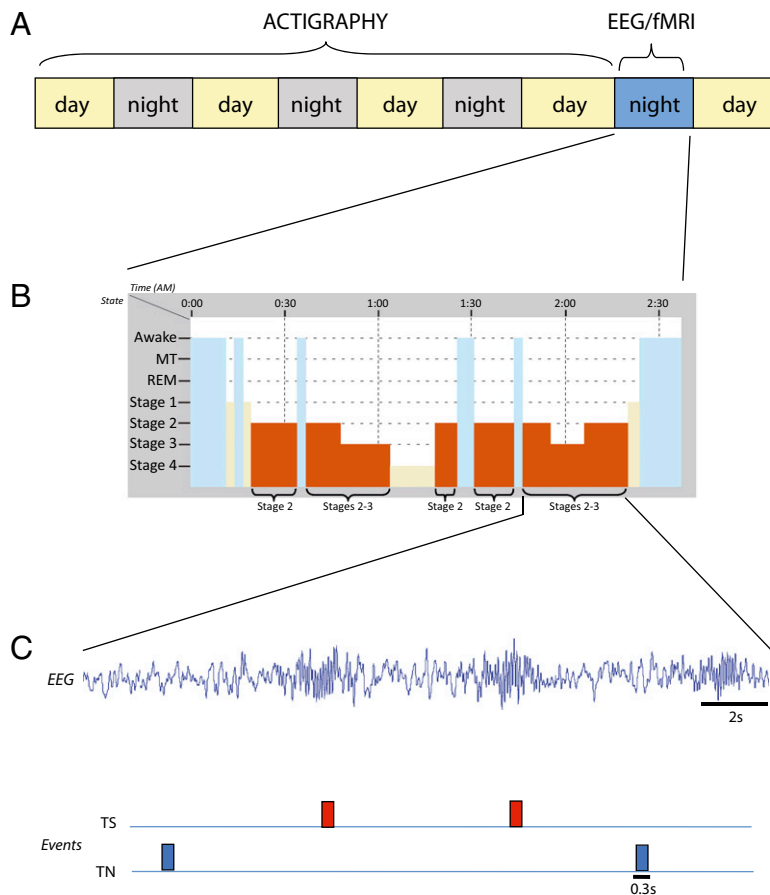 A
ACTIGRAPHY
EEG/fMRI
day night day night day night day night day
B
Time (AM)
State
0:00 0:30 1:00 1:30 2:00 2:30
Awake
MT
REM
Stage 1
Stage 2
Stage 3
Stage 4
Stage 2 Stages 2-3 Stage 2 Stage 2 Stages 2-3
C
EEG
2s
TS
Events
TN
0.3s